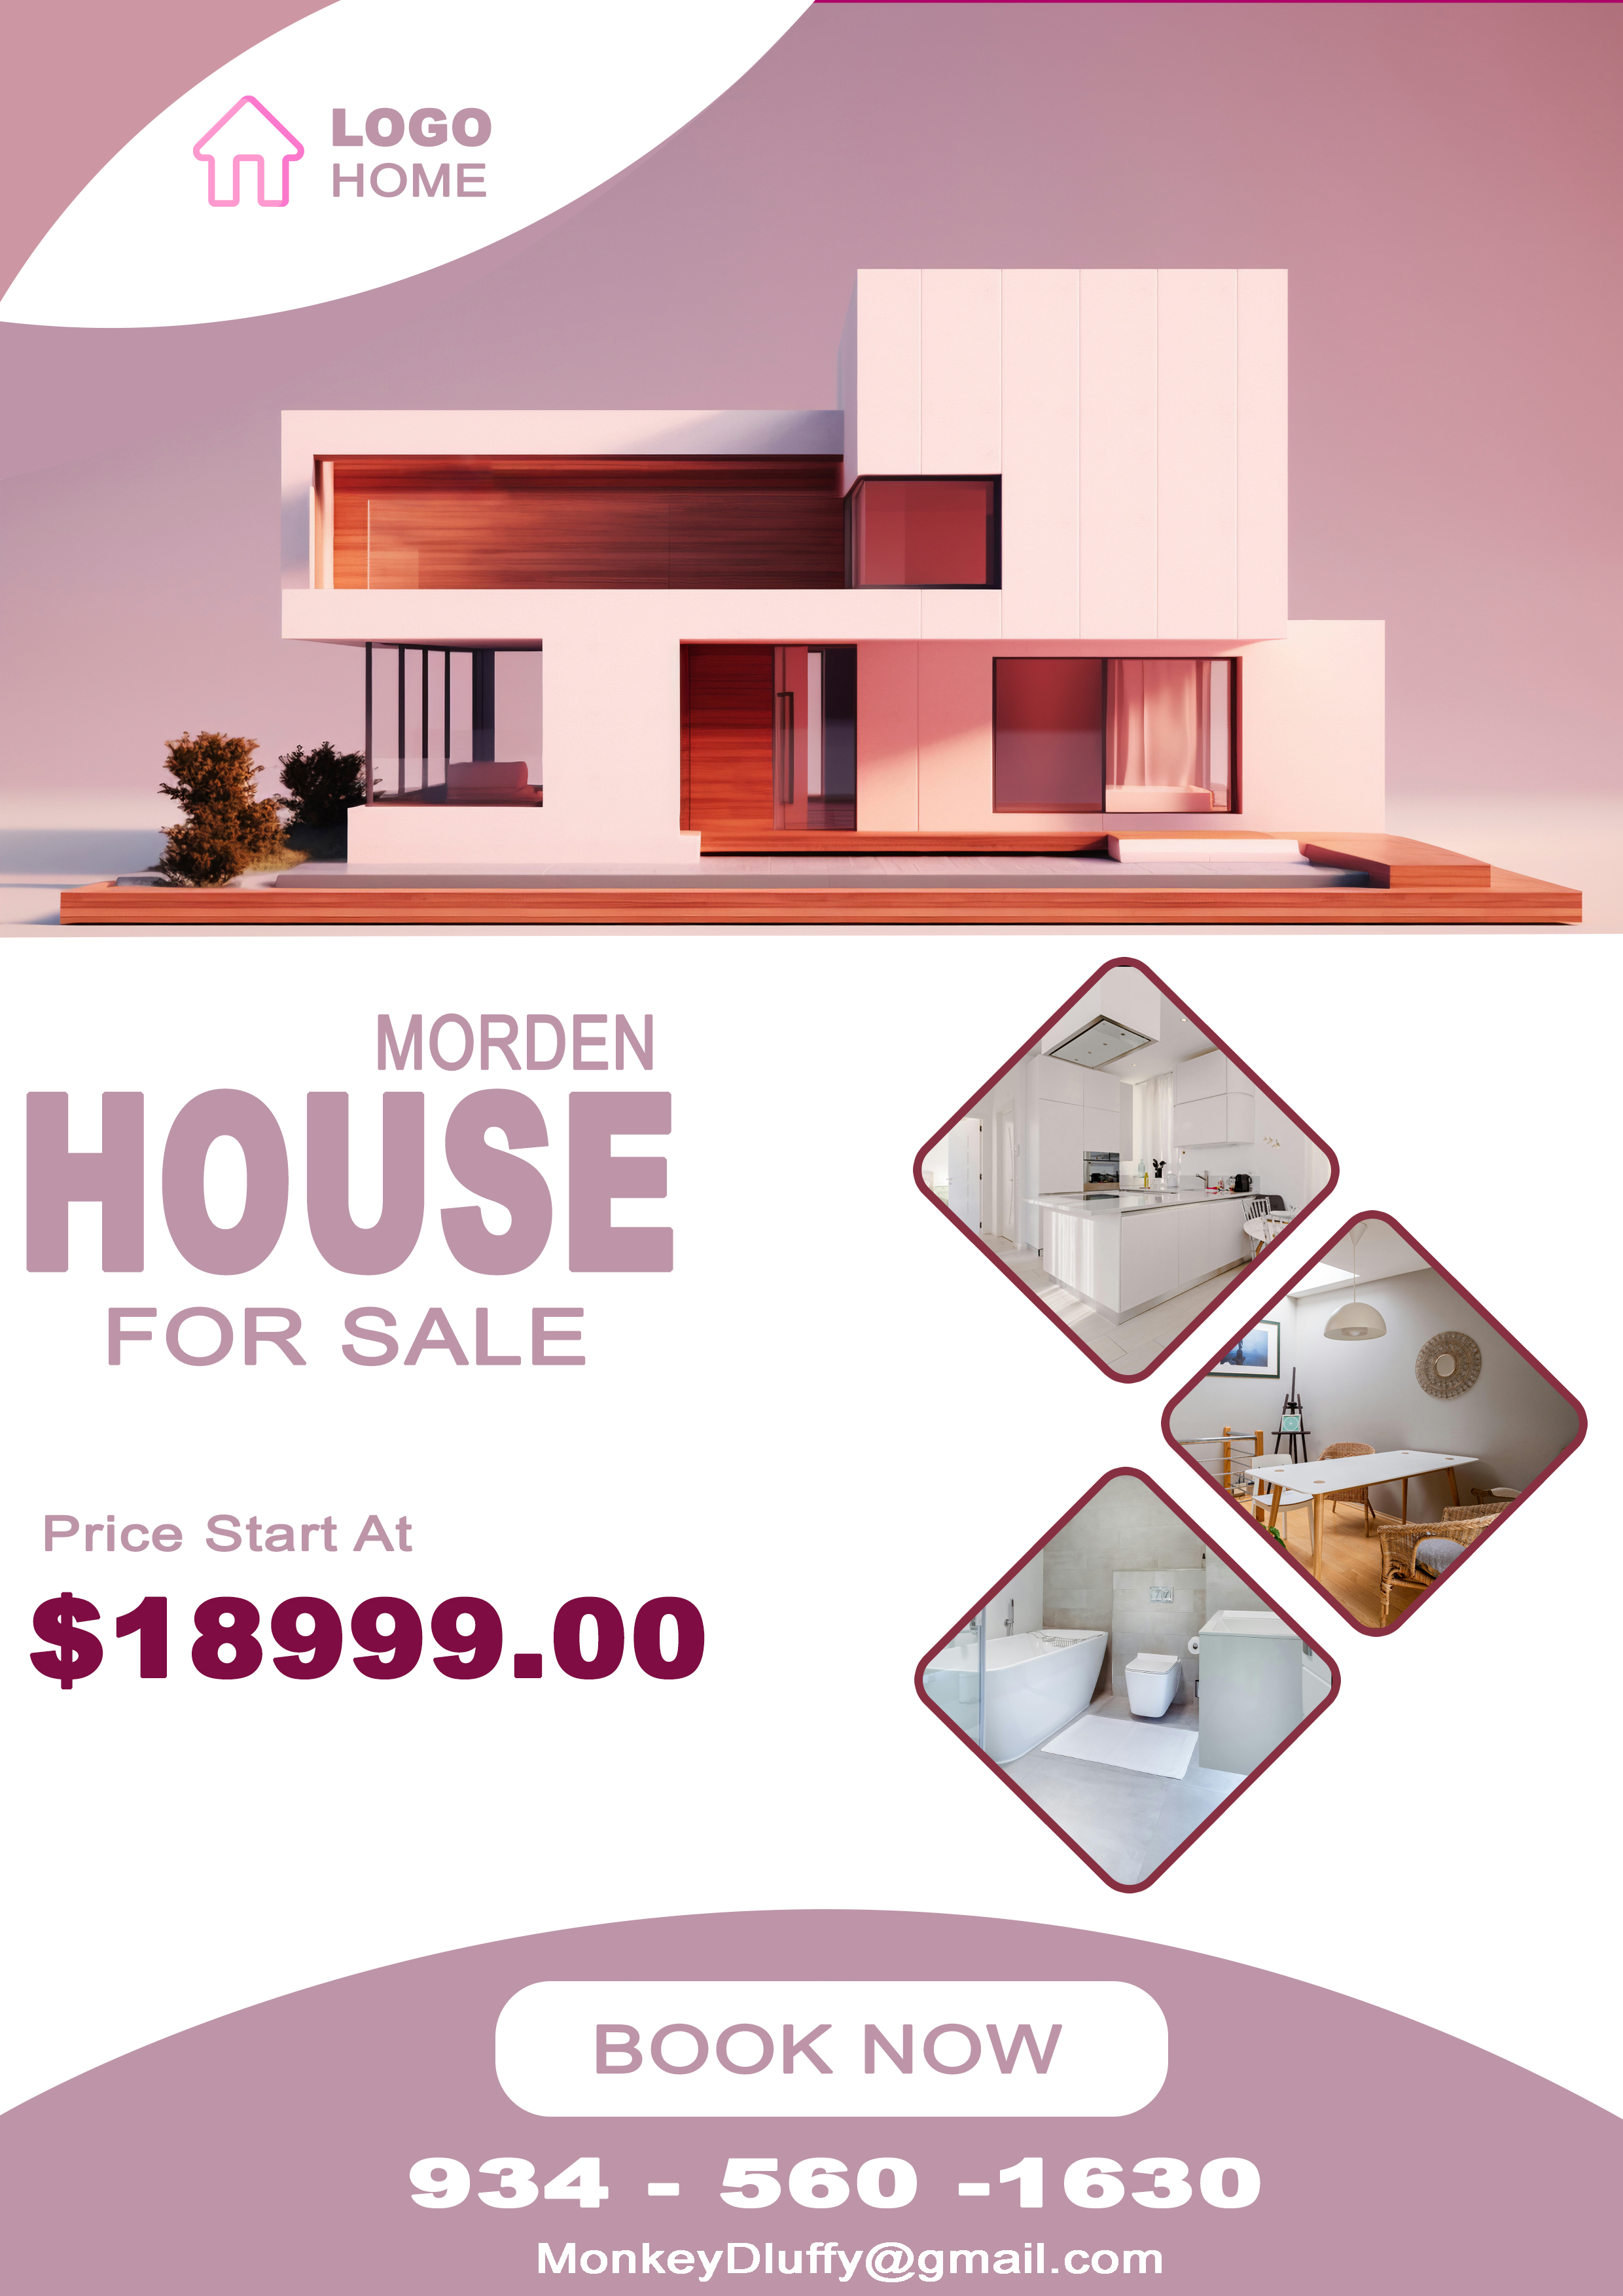 LOGO
HOME
MORDEN
HOUSE
FOR SALE
Price Start At
$18999.00
BOOK NOW
934 - 560 -1630
MonkeyDluffy@gmail.com